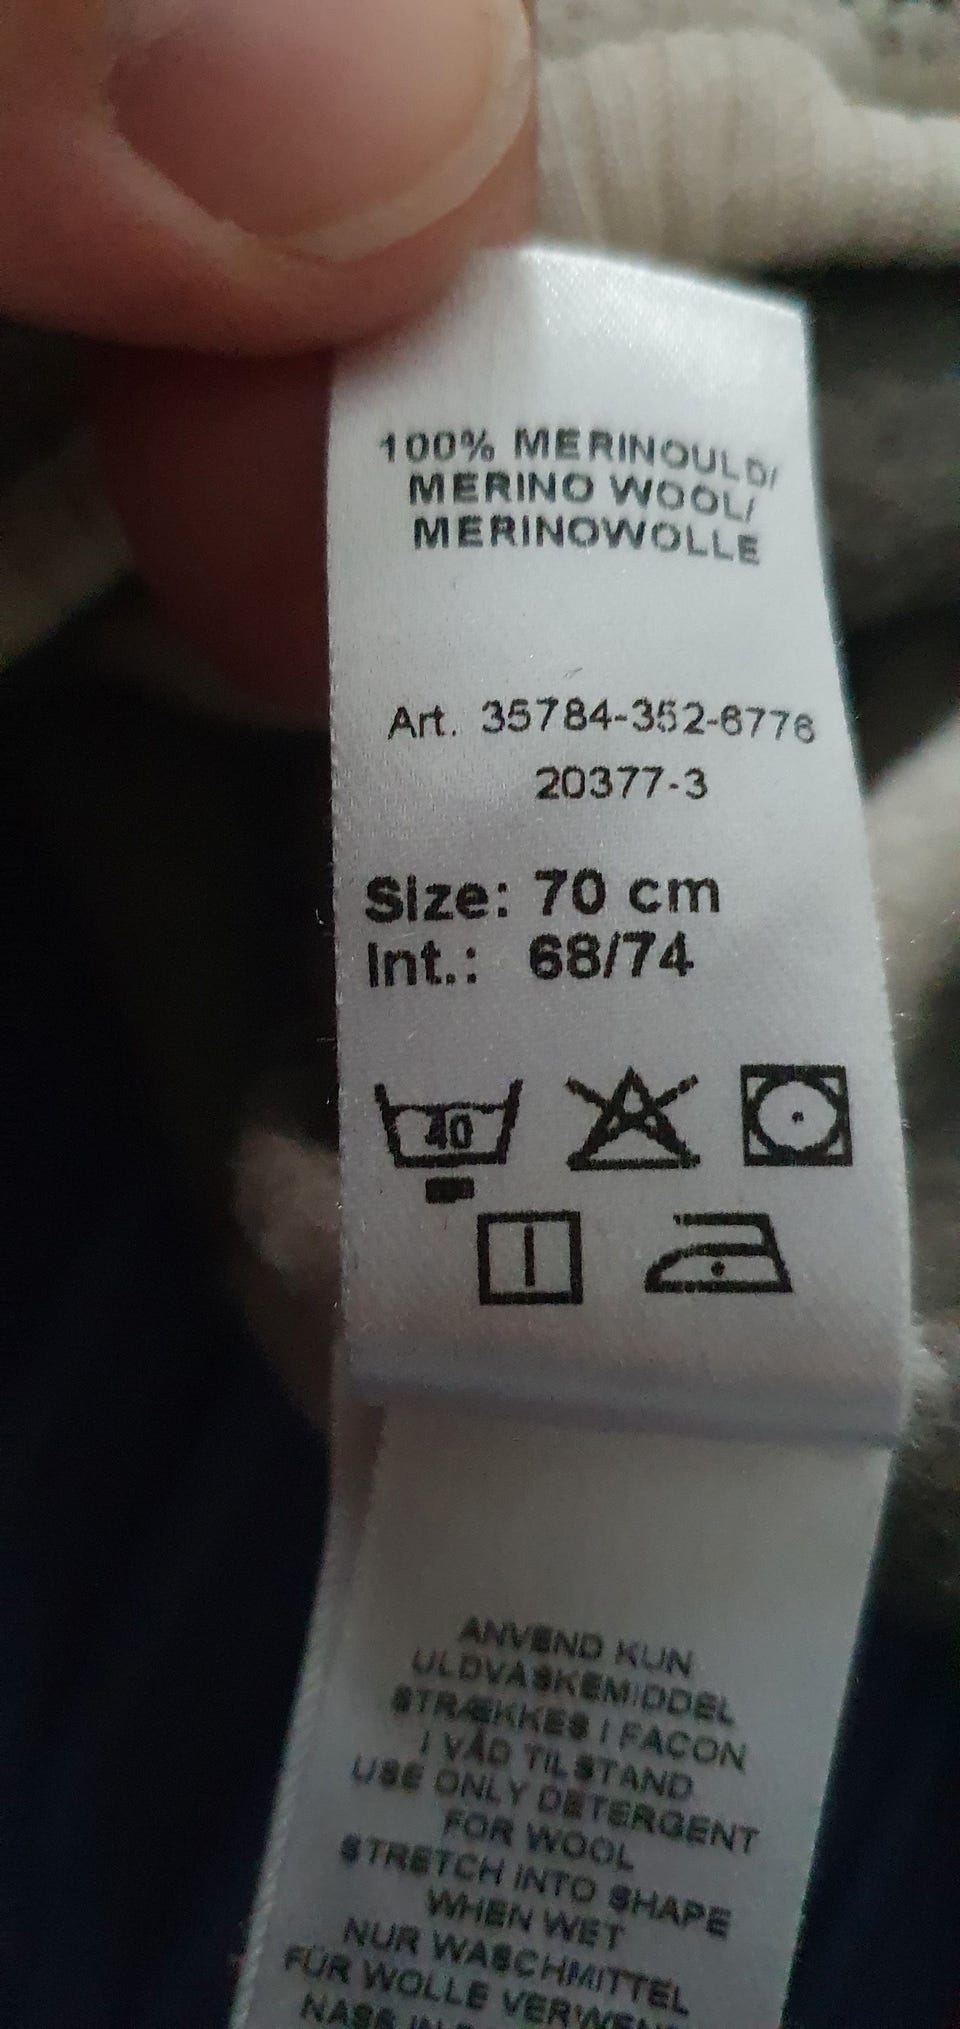 100% MERINOULD/
MERINO WOOL/
MERINOWOLLE
Art. 35784-352-6776
20377-3
Size: 70 cm
Int.: 68/74
40
ANVEND KUN
ULDVASKEMIDDEL
STRÆKKES I FACON
I VÅD TILSTAND
USE ONLY DETERGENT
FOR WOOL
STRETCH INTO SHAPE
WHEN WET
NUR WASCHMITTEL
FÜR WOLLE
NASS